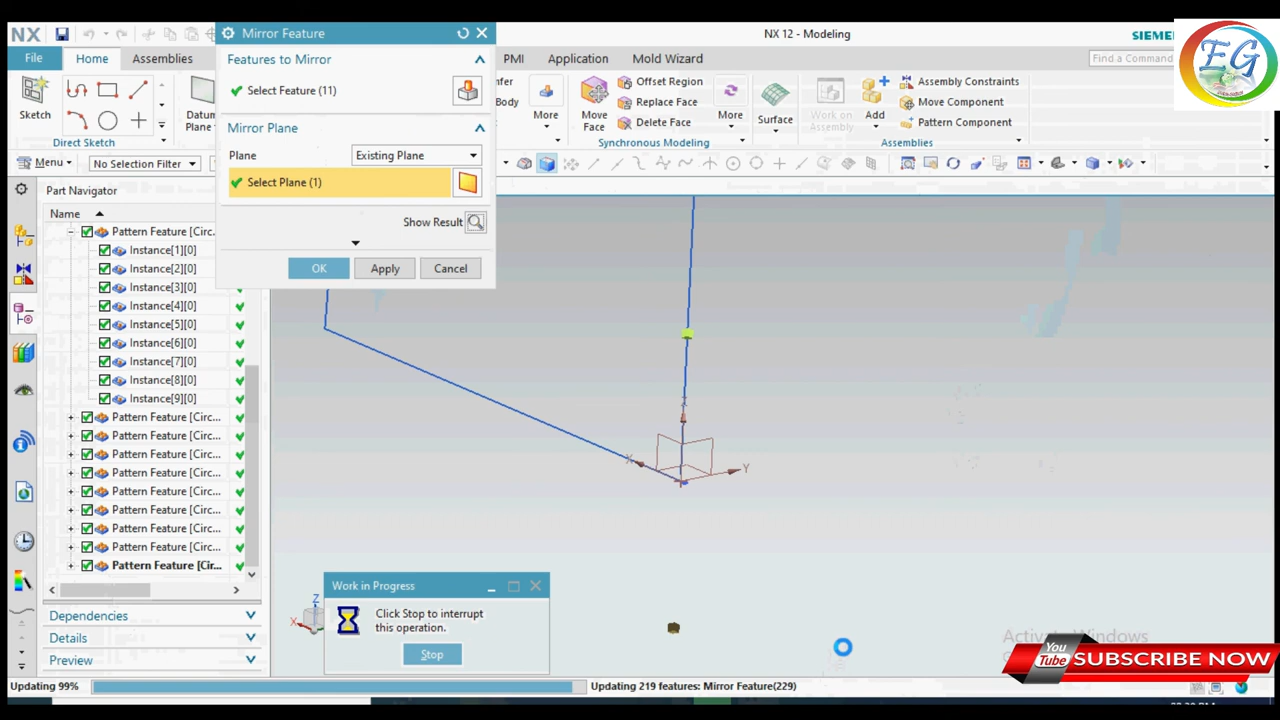 NX
Mirror Feature
NX 12 - Modeling
File
Home
Assemblies
PMI
Application
Mold Wizard
Find a Command
EG
Features to Mirror
Select Feature (11)
Mirror Plane
Plane
Existing Plane
Select Plane (1)
Show Result
OK
Apply
Cancel
Sketch
Datum
Plane
Direct Sketch
Body
More
Move
Face
Offset Region
Replace Face
Delete Face
More
Synchronous Modeling
Surface
Work on
Assembly
Add
Assembly Constraints
Move Component
Pattern Component
Assemblies
Menu
No Selection Filter
Part Navigator
Name
Pattern Feature [Circ...
Instance[1][0]
Instance[2][0]
Instance[3][0]
Instance[4][0]
Instance[5][0]
Instance[6][0]
Instance[7][0]
Instance[8][0]
Instance[9][0]
Pattern Feature [Circ...
Pattern Feature [Circ...
Pattern Feature [Circ...
Pattern Feature [Circ...
Pattern Feature [Circ...
Pattern Feature [Circ...
Pattern Feature [Circ...
Pattern Feature [Circ...
Pattern Feature [Cir...
Dependencies
Details
Preview
X
Y
Z
X
Work in Progress
Click Stop to interrupt
this operation.
Stop
Activate Windows
You
Tube
SUBSCRIBE NOW
Updating 99%
Updating 219 features: Mirror Feature(229)